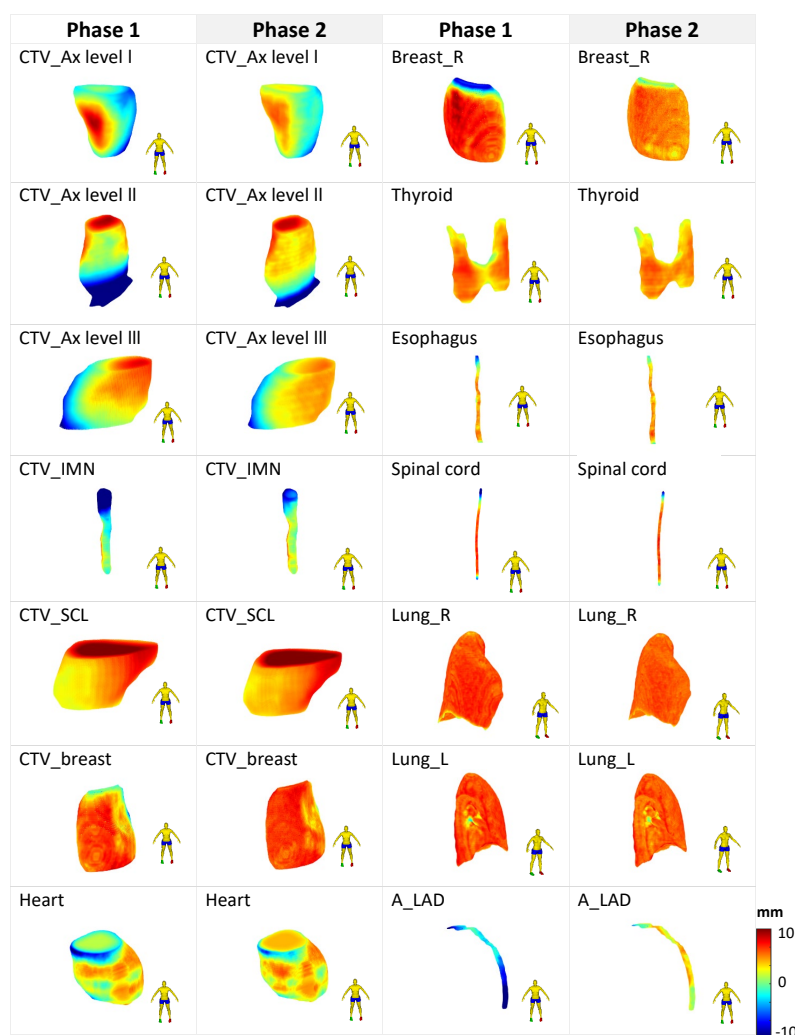 Phase 1 Phase 2 Phase 1 Phase 2
CTV_Ax level l CTV_Ax level l Breast_R Breast_R
CTV_Ax level ll CTV_Ax level ll Thyroid Thyroid
CTV_Ax level lll CTV_Ax level lll Esophagus Esophagus
CTV_IMN CTV_IMN Spinal cord Spinal cord
CTV_SCL CTV_SCL Lung_R Lung_R
CTV_breast CTV_breast Lung_L Lung_L
Heart Heart A_LAD A_LAD
mm
10
0
-10